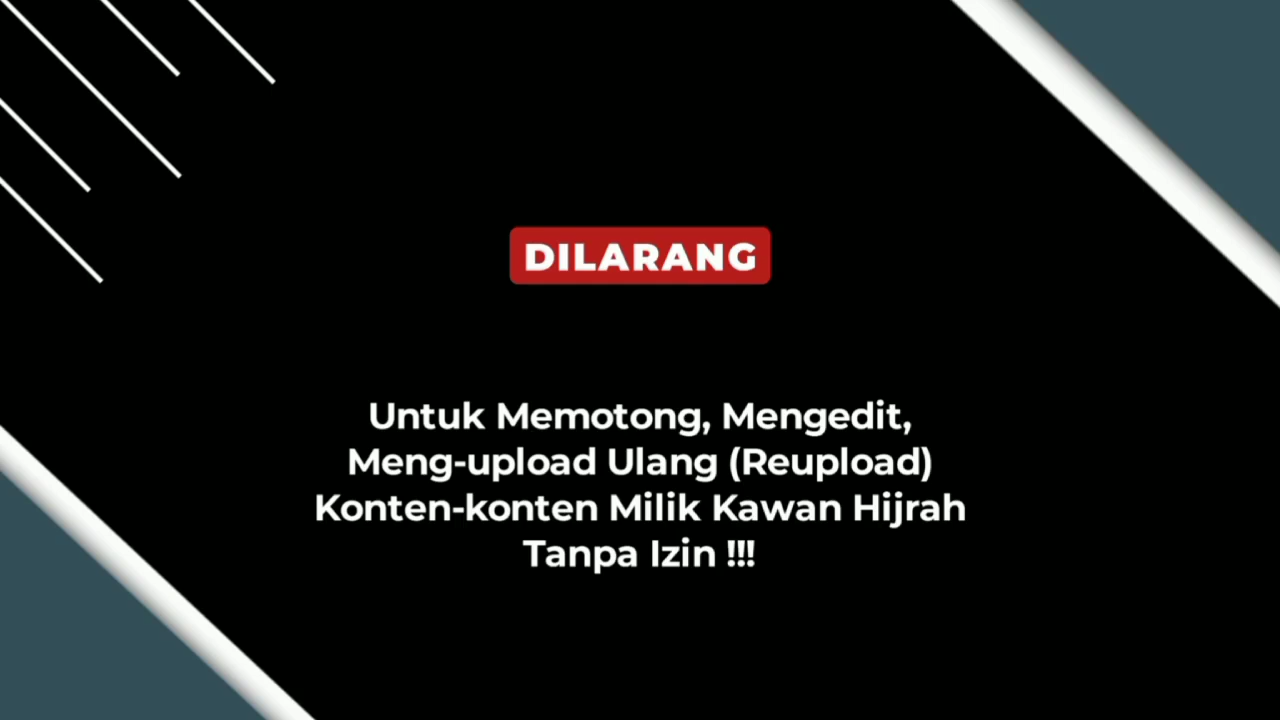 DILARANG
Untuk Memotong, Mengedit,
Meng-upload Ulang (Reupload)
Konten-konten Milik Kawan Hijrah
Tanpa Izin !!!